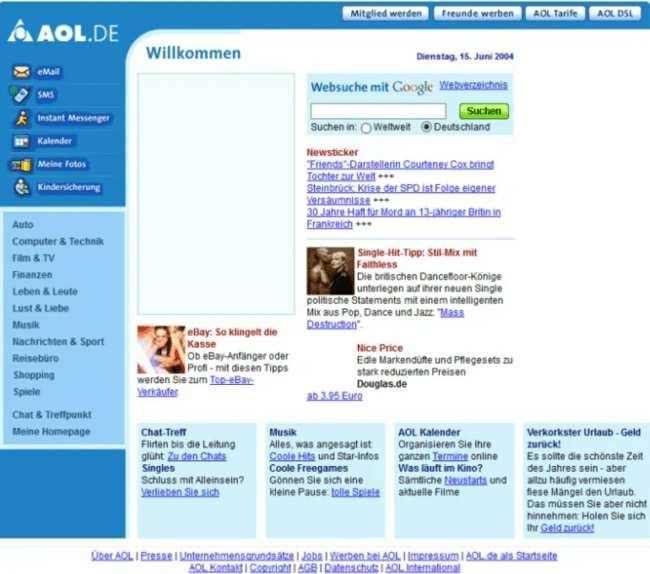 Mitglied werden
Freunde werben
AOL Tarife
AOL DSL
AOL.DE
Willkommen
Dienstag, 15. Juni 2004
eMail
SMS
Instant Messenger
Kalender
Meine Fotos
Kindersicherung
Auto
Computer & Technik
Film & TV
Finanzen
Leben & Leute
Lust & Liebe
Musik
Nachrichten & Sport
Reisebüro
Shopping
Spiele
Chat & Treffpunkt
Meine Homepage
Websuche mit Google Webverzeichnis
Suchen
Suchen in: Weltweit Deutschland
Newsticker
"Friends"-Darstellerin Courteney Cox bringt
Tochter zur Welt +++
Steinbrück: Krise der SPD ist Folge eigener
Versäumnisse +++
30 Jahre Haft für Mord an 13-jähriger Britin in
Frankreich +++
Single-Hit-Tipp: Stil-Mix mit
Faithless
Die britischen Dancefloor-Könige
unterlegen auf ihrer neuen Single
politische Statements mit einem intelligenten
Mix aus Pop, Dance und Jazz: "Mass
Destruction".
eBay: So klingelt die
Kasse
Ob eBay-Anfänger oder
Profi - mit diesen Tipps
werden Sie zum Top-eBay-
Verkäufer.
Nice Price
Edle Markendüfte und Pflegesets zu
stark reduzierten Preisen
Douglas.de
ab 3,95 Euro
Chat-Treff
Flirten bis die Leitung
glüht: Zu den Chats
Singles
Schluss mit Alleinsein?
Verlieben Sie sich
Musik
Alles, was angesagt ist:
Coole Hits und Star-Infos
Coole Freegames
Gönnen Sie sich eine
kleine Pause: tolle Spiele
AOL Kalender
Organisieren Sie Ihre
ganzen Termine online
Was läuft im Kino?
Sämtliche Neustarts und
aktuelle Filme
Verkorkster Urlaub - Geld
zurück!
Es sollte die schönste Zeit
des Jahres sein - aber
allzu häufig vermiesen
fiese Mängel den Urlaub.
Das müssen Sie aber nicht
hinnehmen: Holen Sie sich
Ihr Geld zurück!
Über AOL | Presse | Unternehmensgrundsätze | Jobs | Werben bei AOL | Impressum | AOL.de als Startseite
AOL Kontakt | Copyright | AGB | Datenschutz | AOL International